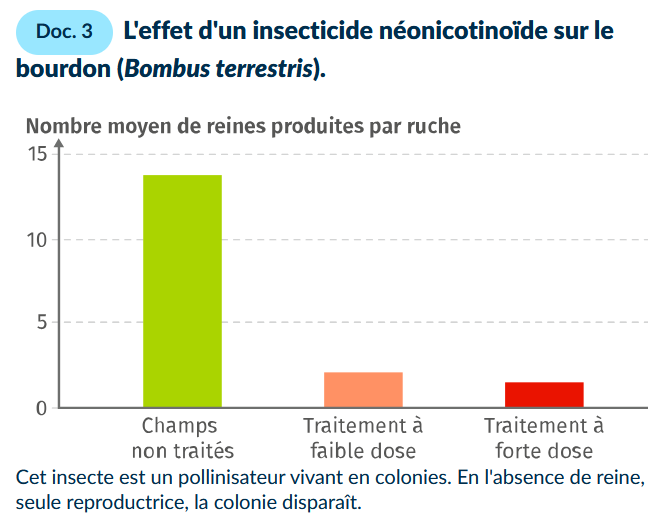 Doc. 3 L'effet d'un insecticide néonicotinoïde sur le
bourdon (Bombus terrestris).
Nombre moyen de reines produites par ruche
15
10
5
0
Champs
non traités
Traitement à
faible dose
Traitement à
forte dose
Cet insecte est un pollinisateur vivant en colonies. En l'absence de reine,
seule reproductrice, la colonie disparaît.